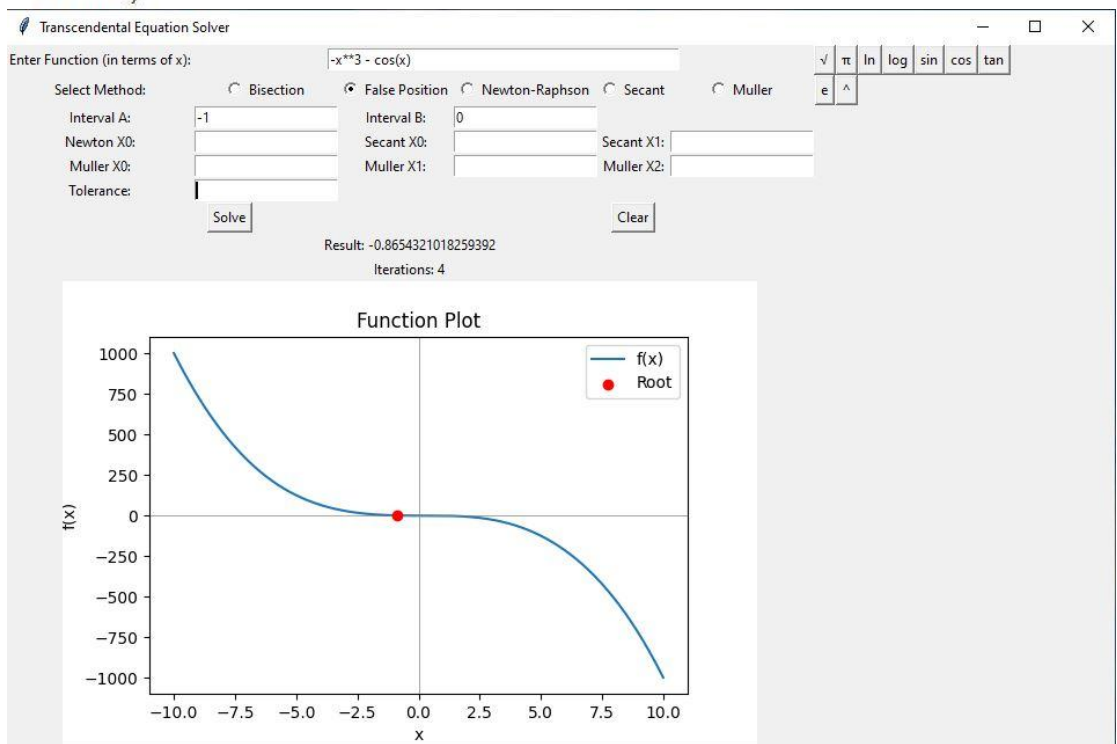 Transcendental Equation Solver
Enter Function (in terms of x): -x**3 - cos(x) √ π ln log sin cos tan
Select Method: Bisection False Position Newton-Raphson Secant Muller e ^
Interval A: -1 Interval B: 0
Newton X0: Secant X0: Secant X1:
Muller X0: Muller X1: Muller X2:
Tolerance:
Solve Clear
Result: -0.8654321018259392
Iterations: 4
Function Plot
f(x)
Root
1000
750
500
250
0
−250
−500
−750
−1000
f(x)
−10.0 −7.5 −5.0 −2.5 0.0 2.5 5.0 7.5 10.0
x